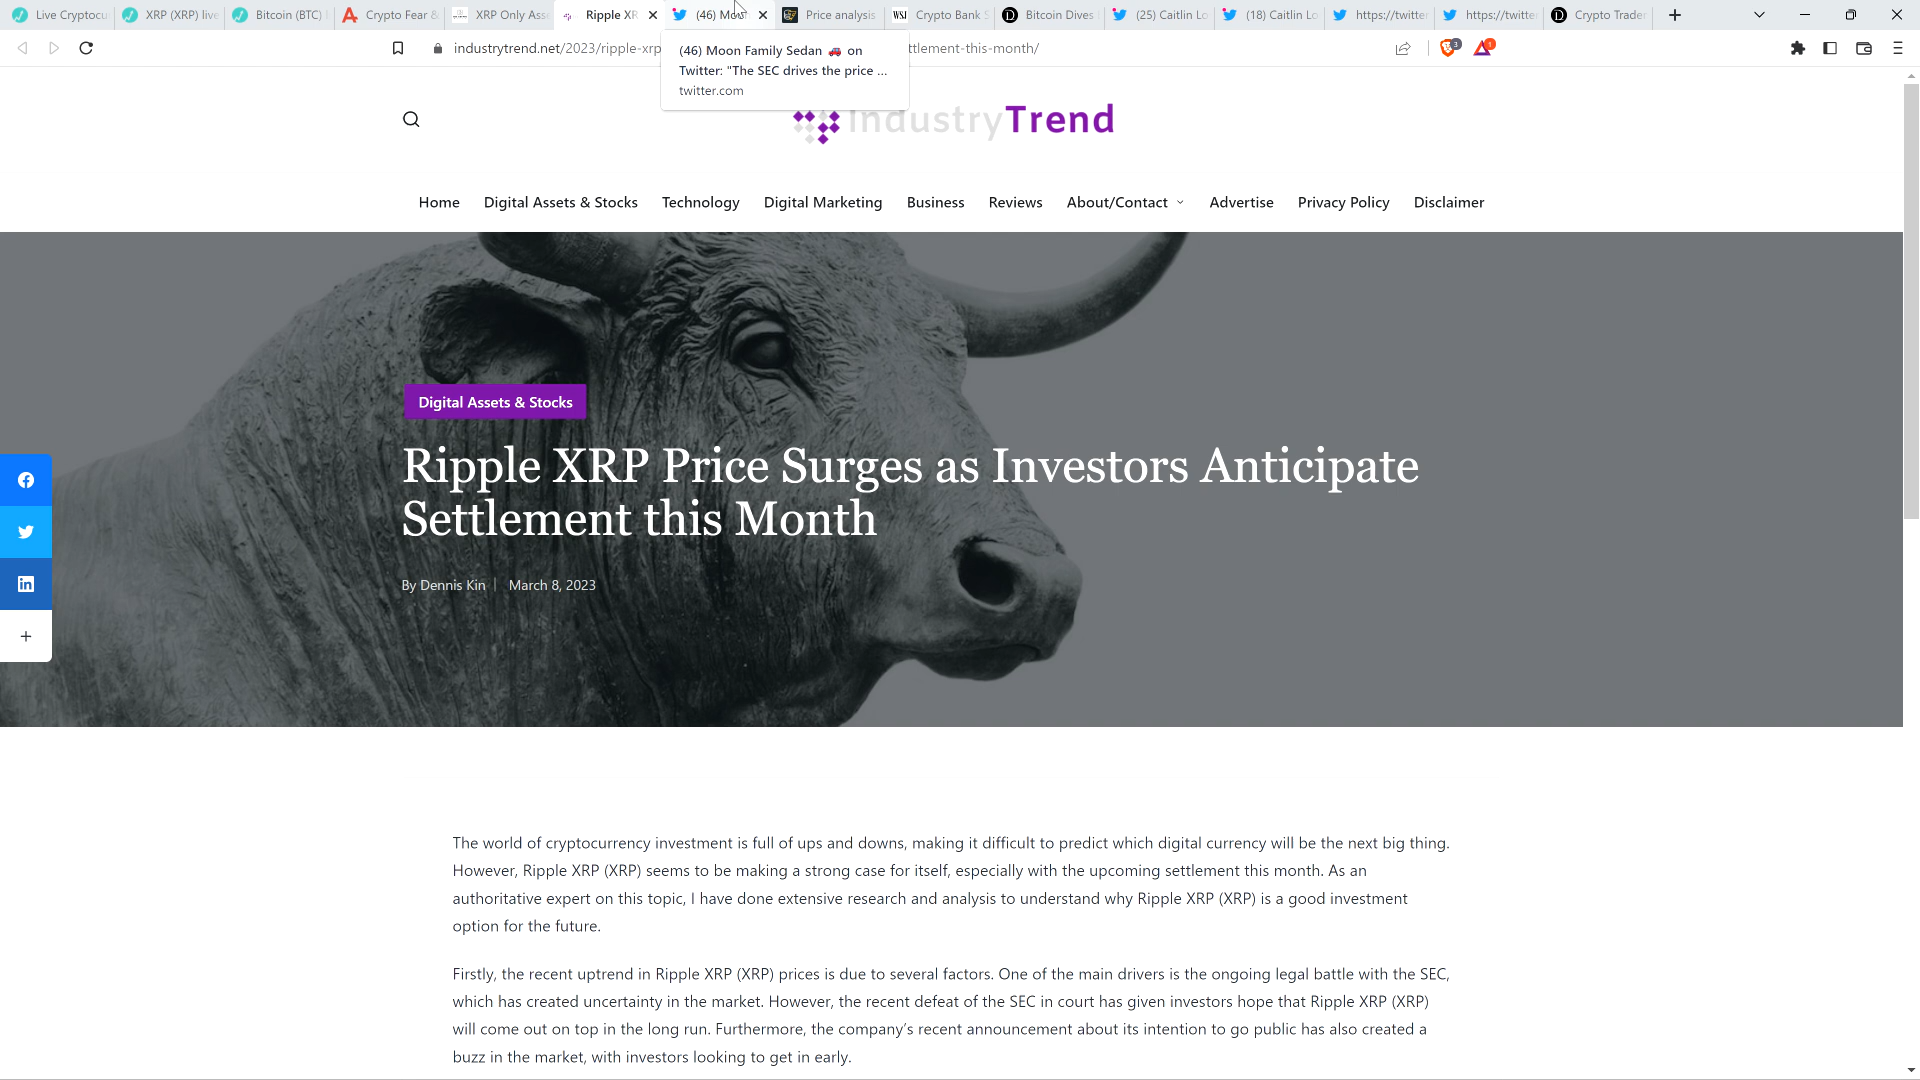 Live Cryptocu
XRP (XRP) live
Bitcoin (BTC)
Crypto Fear &
XRP Only Asse
Ripple XR
(46) Moo
Price analysis
WSJ Crypto Bank S
Bitcoin Dives
(25) Caitlin Lo
(18) Caitlin Lo
https://twitter
https://twitter
Crypto Trader
industrytrend.net/2023/ripple-xrp
ttlement-this-month/
3
1
(46) Moon Family Sedan 🚗 on
Twitter: "The SEC drives the price ...
twitter.com
IndustryTrend
Home Digital Assets & Stocks Technology Digital Marketing Business Reviews About/Contact Advertise Privacy Policy Disclaimer
Digital Assets & Stocks
Ripple XRP Price Surges as Investors Anticipate
Settlement this Month
By Dennis Kin | March 8, 2023
The world of cryptocurrency investment is full of ups and downs, making it difficult to predict which digital currency will be the next big thing.
However, Ripple XRP (XRP) seems to be making a strong case for itself, especially with the upcoming settlement this month. As an
authoritative expert on this topic, I have done extensive research and analysis to understand why Ripple XRP (XRP) is a good investment
option for the future.
Firstly, the recent uptrend in Ripple XRP (XRP) prices is due to several factors. One of the main drivers is the ongoing legal battle with the SEC,
which has created uncertainty in the market. However, the recent defeat of the SEC in court has given investors hope that Ripple XRP (XRP)
will come out on top in the long run. Furthermore, the company's recent announcement about its intention to go public has also created a
buzz in the market, with investors looking to get in early.